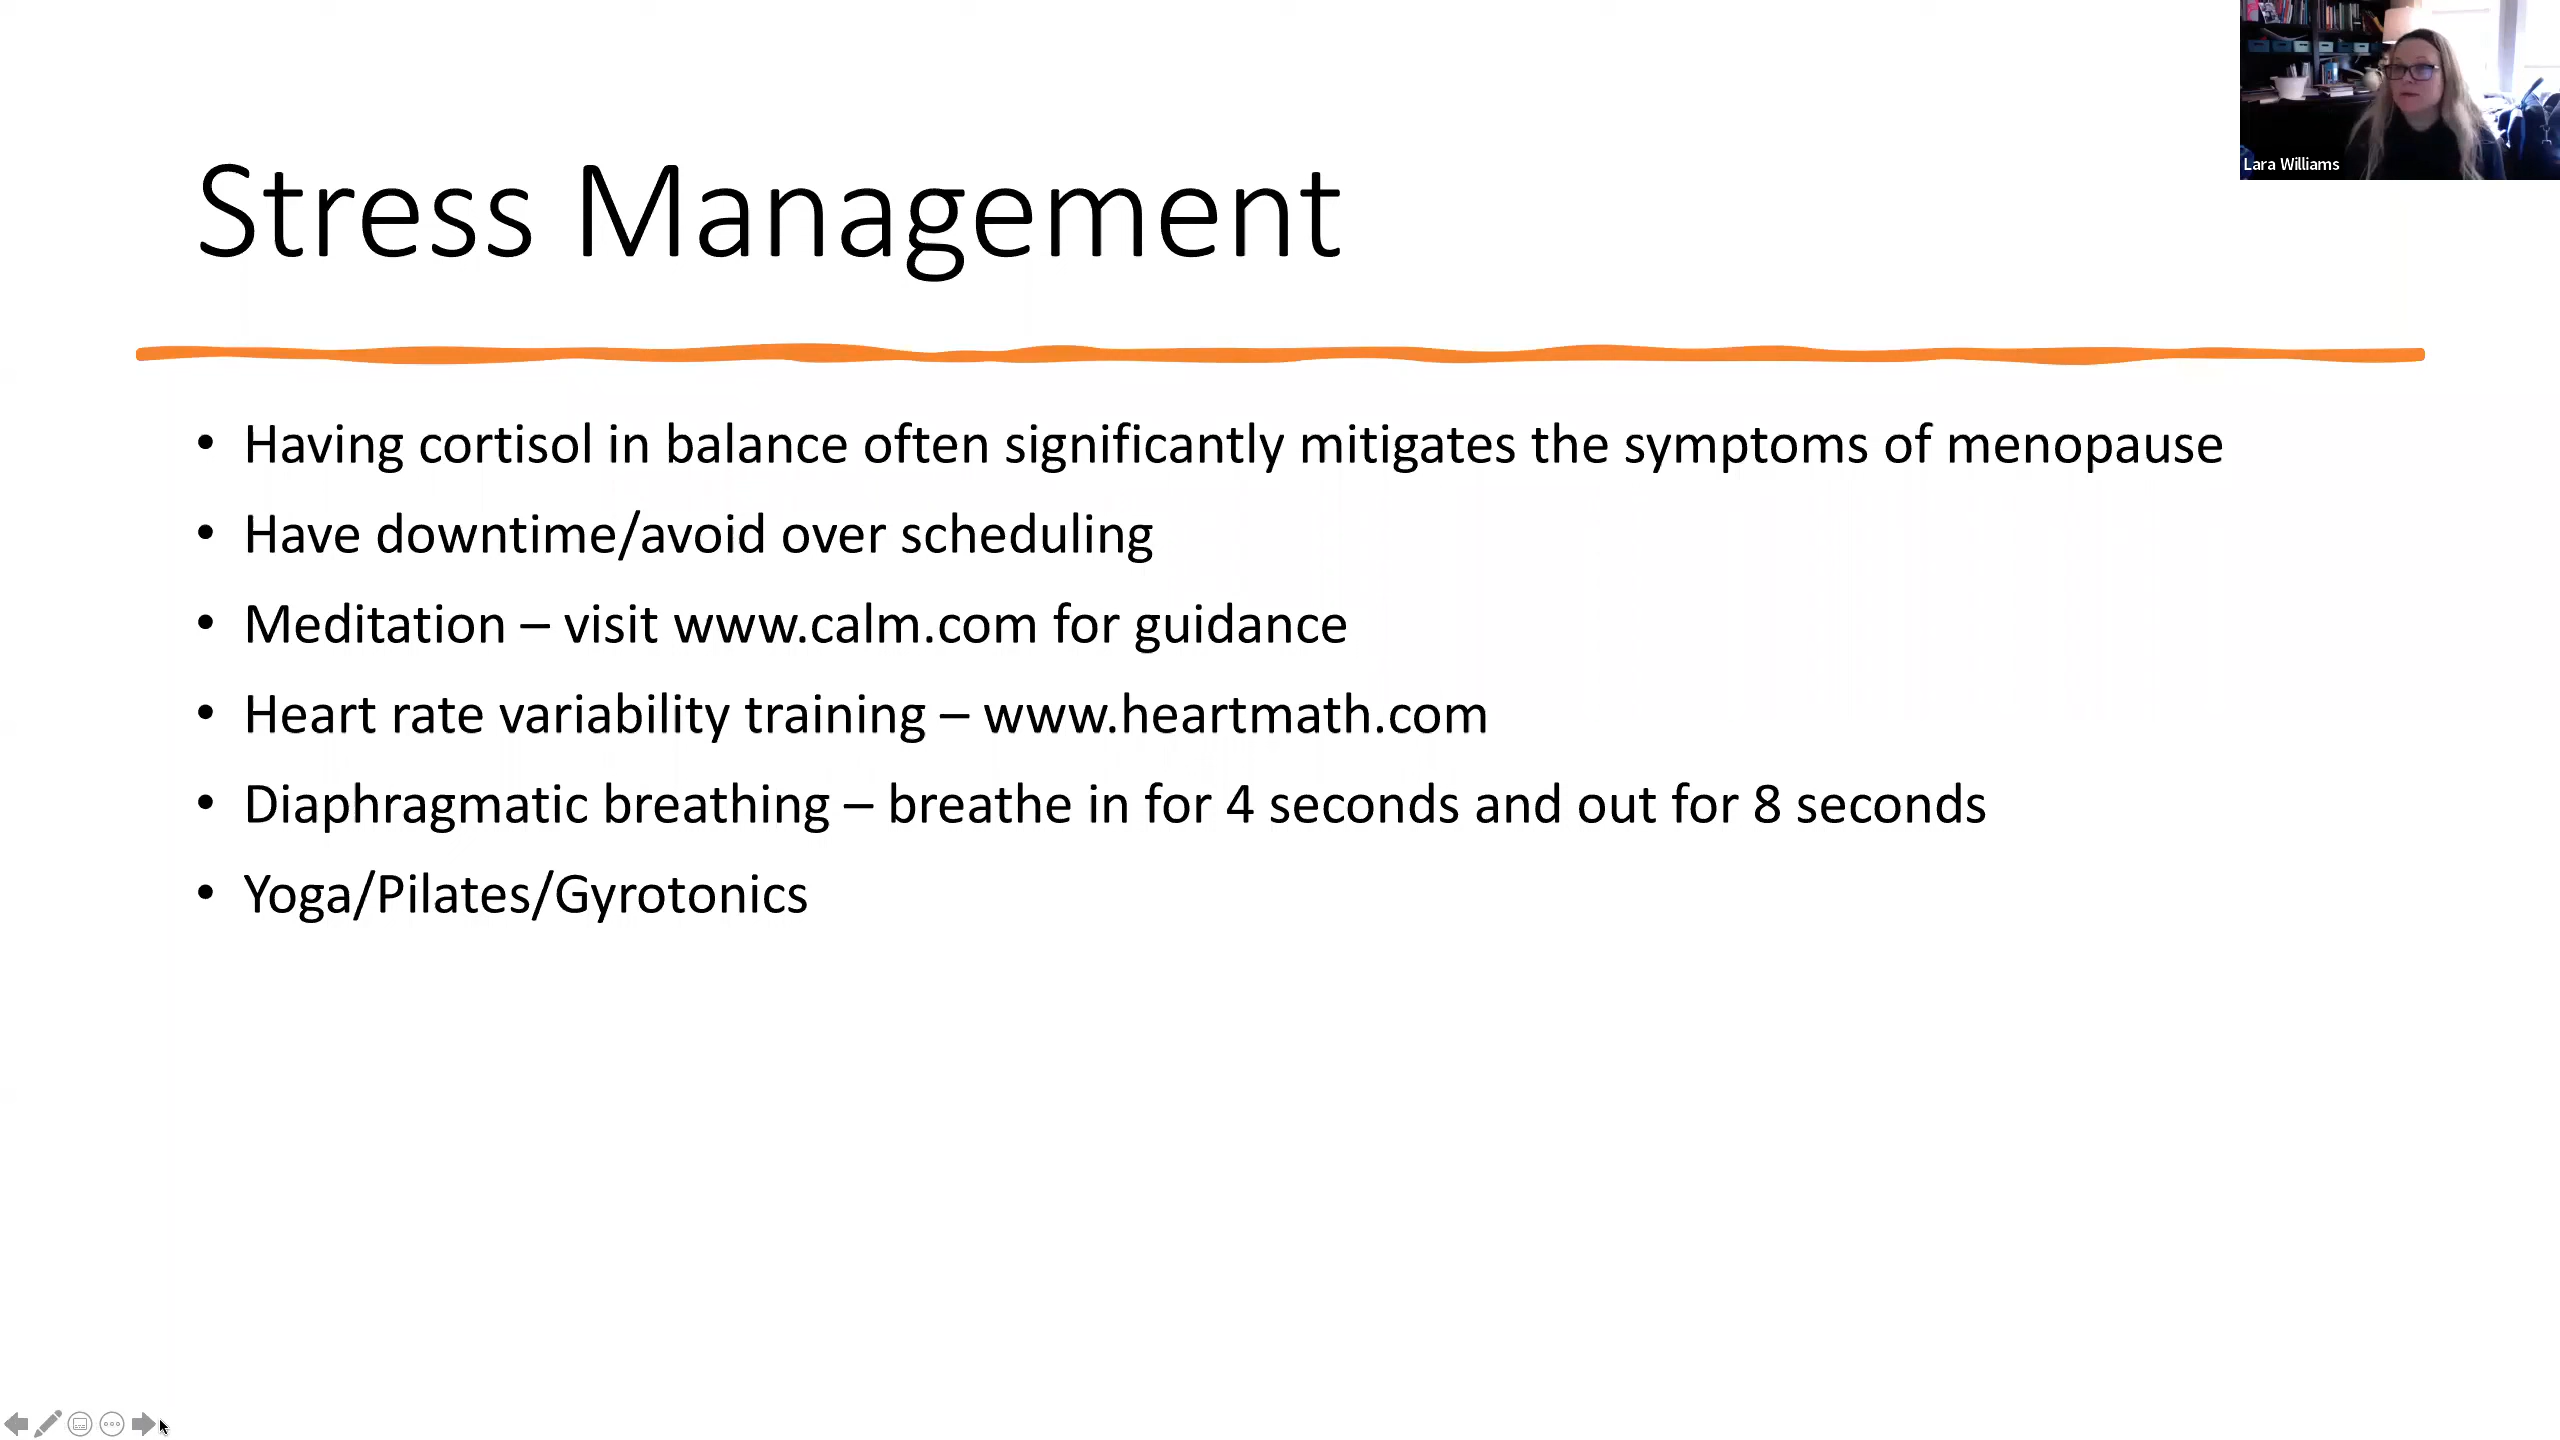 Lara Williams
Stress Management
• Having cortisol in balance often significantly mitigates the symptoms of menopause
• Have downtime/avoid over scheduling
• Meditation – visit www.calm.com for guidance
• Heart rate variability training – www.heartmath.com
• Diaphragmatic breathing – breathe in for 4 seconds and out for 8 seconds
• Yoga/Pilates/Gyrotonics